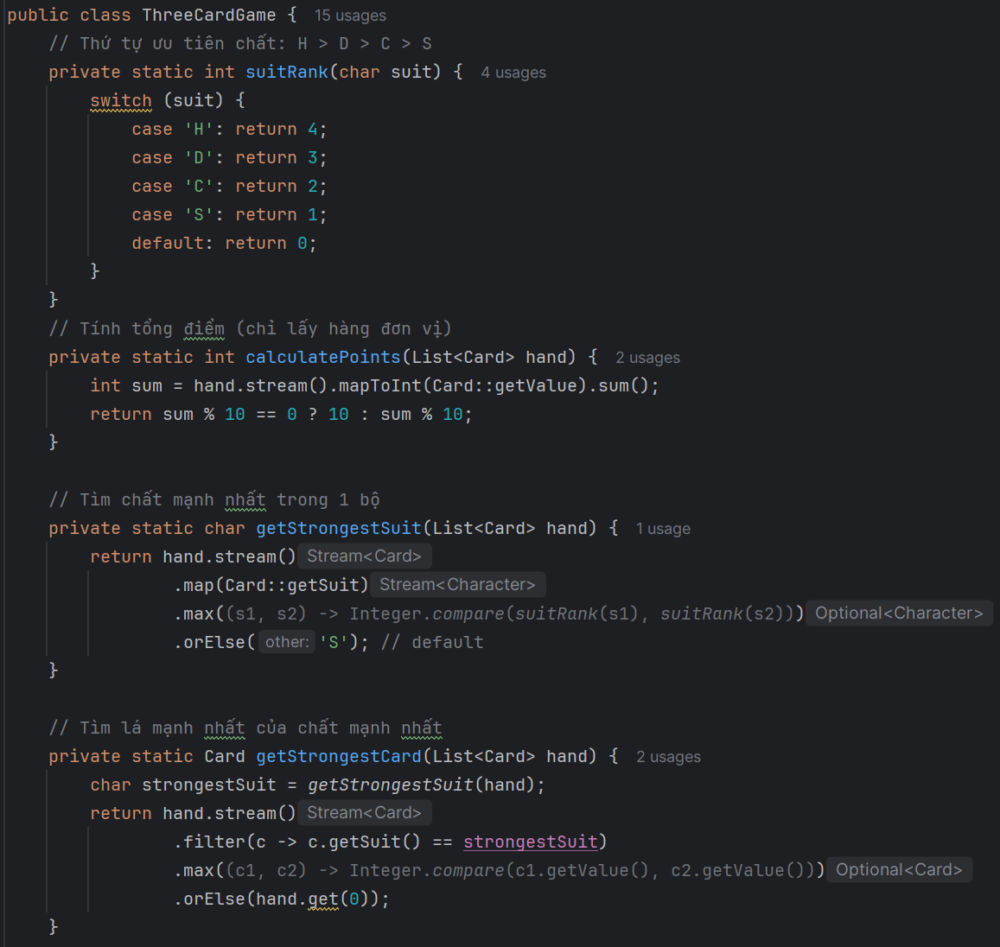 public class ThreeCardGame { 15 usages
// Thứ tự ưu tiên chất: H > D > C > S
private static int suitRank(char suit) { 4 usages
switch (suit) {
case 'H': return 4;
case 'D': return 3;
case 'C': return 2;
case 'S': return 1;
default: return 0;
}
}
// Tính tổng điểm (chỉ lấy hàng đơn vị)
private static int calculatePoints(List<Card> hand) { 2 usages
int sum = hand.stream().mapToInt(Card::getValue).sum();
return sum % 10 == 0 ? 10 : sum % 10;
}
// Tìm chất mạnh nhất trong 1 bộ
private static char getStrongestSuit(List<Card> hand) { 1 usage
return hand.stream() Stream<Card>
.map(Card::getSuit) Stream<Character>
.max((s1, s2) -> Integer.compare(suitRank(s1), suitRank(s2))) Optional<Character>
.orElse( other: 'S'); // default
}
// Tìm lá mạnh nhất của chất mạnh nhất
private static Card getStrongestCard(List<Card> hand) { 2 usages
char strongestSuit = getStrongestSuit(hand);
return hand.stream() Stream<Card>
.filter(c -> c.getSuit() == strongestSuit)
.max((c1, c2) -> Integer.compare(c1.getValue(), c2.getValue())) Optional<Card>
.orElse(hand.get(0));
}